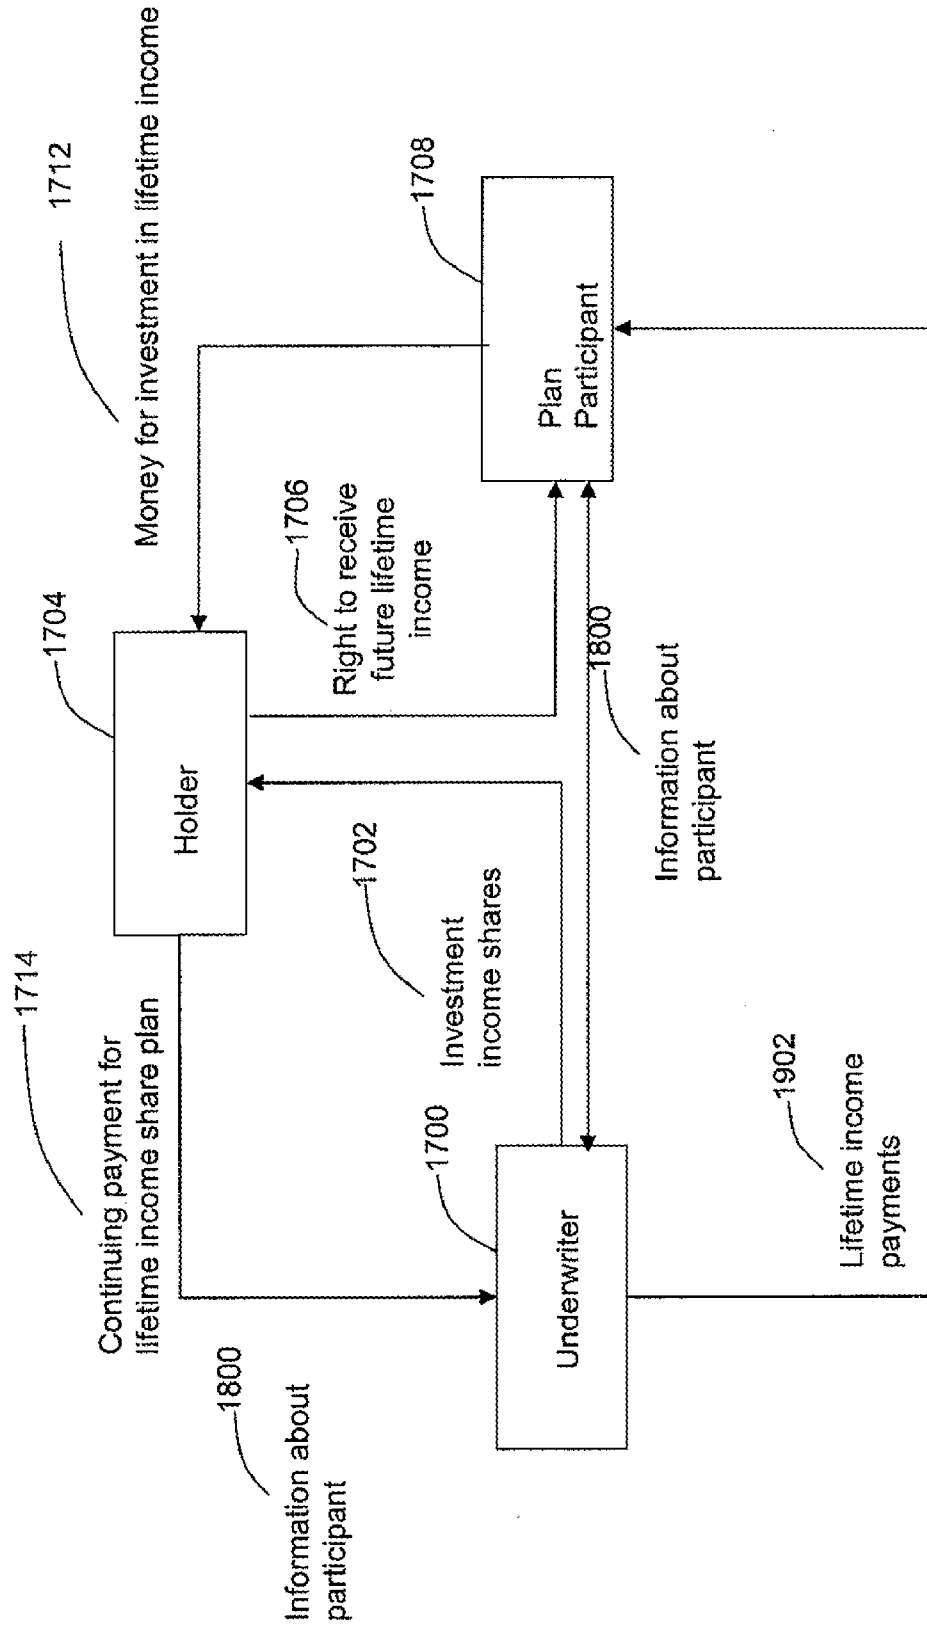 1714
Continuing payment for
lifetime income share plan
1704
Holder
1712
Money for investment in lifetime income
1800
Information about
participant
1702
Investment
income shares
1706
Right to receive
future lifetime
income
1708
Plan
Participant
1700
Underwriter
1800
Information about
participant
1902
Lifetime income
payments